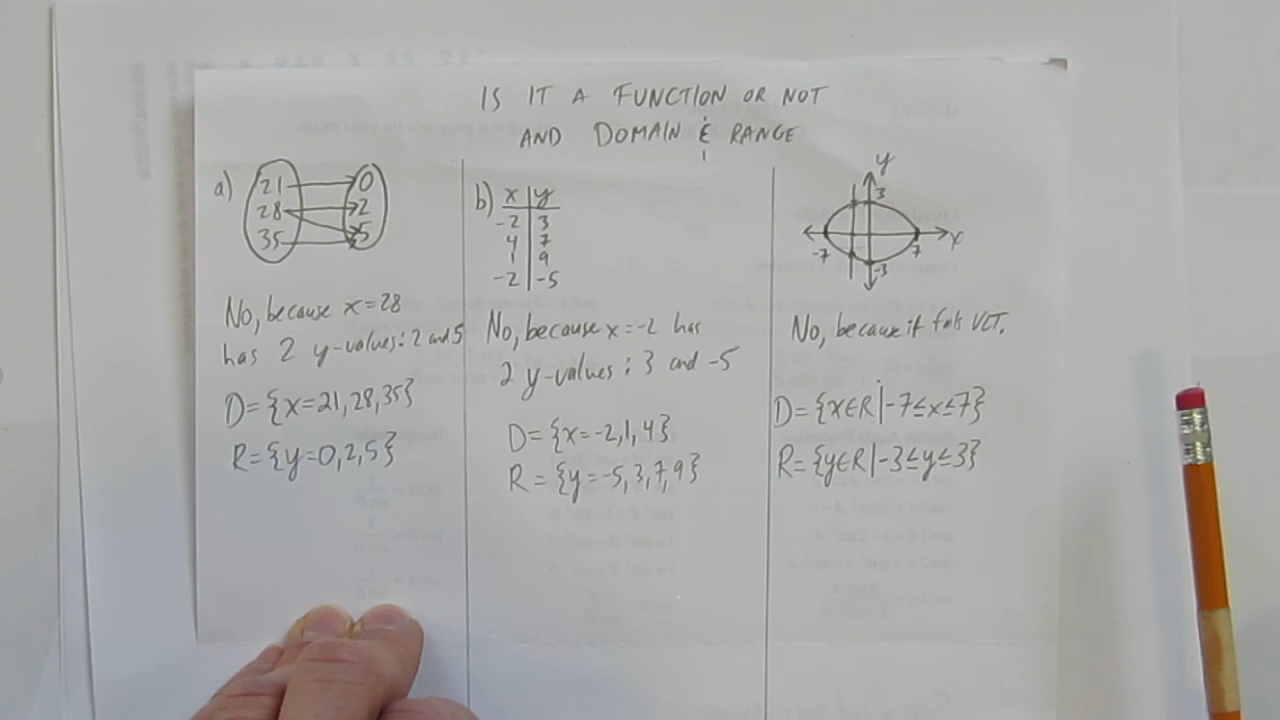 IS IT A FUNCTION OR NOT
AND DOMAIN & RANGE
a)
21 0
28 2
35 5
No, because x=28
has 2 y-values: 2 and 5
D={x=21,28,35}
R={y=0,2,5}
b) x y
-2 3
4 7
1 9
-2 -5
No, because x=-2 has
2 y-values: 3 and -5
D={x=-2,1,4}
R={y=-5,3,7,9}
y
3
x
-7 7
-3
No, because it fails VLT.
D={x∈R|-7≤x≤7}
R={y∈R|-3≤y≤3}